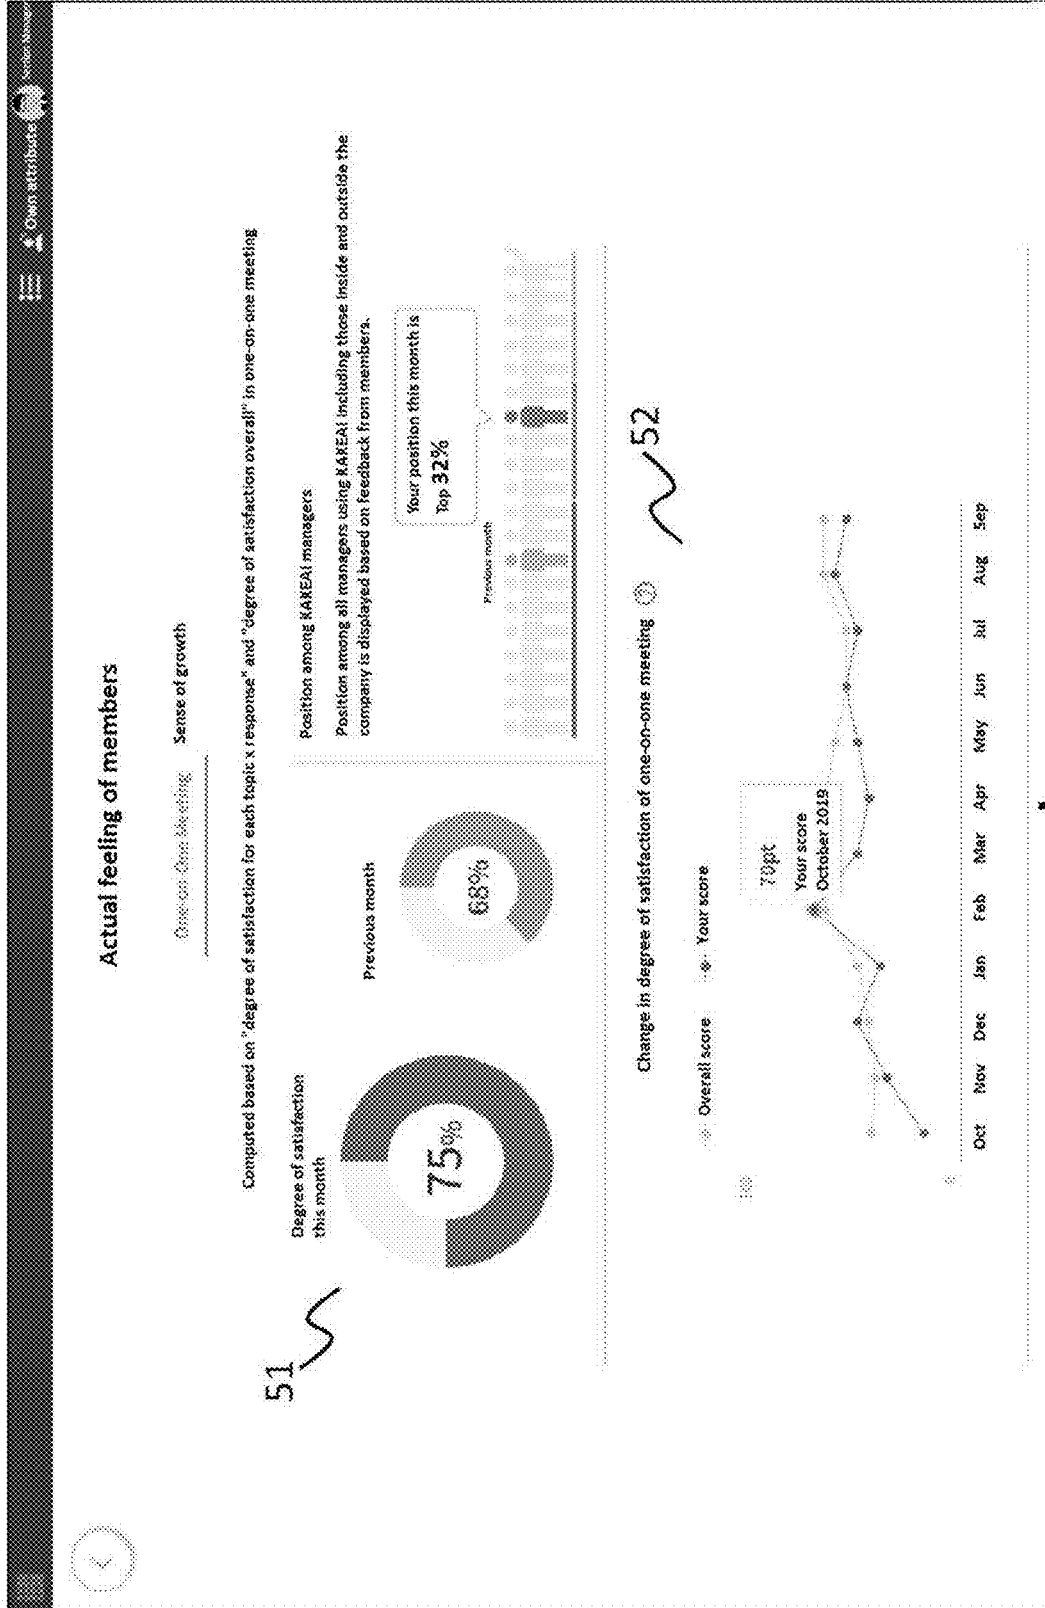 Own attribute
Actual feeling of members
One-on-One Meeting
Sense of growth
Computed based on "degree of satisfaction for each topic x response" and "degree of satisfaction overall" in one-on-one meeting
51
Degree of satisfaction
this month
75%
Previous month
68%
Position among KAKEAI managers
Position among all managers using KAKEAI including those inside and outside the
company is displayed based on feedback from members.
Your position this month is
Top 32%
Previous month
52
Change in degree of satisfaction of one-on-one meeting ?
Overall score
Your score
100
70pt
Your score
October 2019
0
Oct Nov Dec Jan Feb Mar Apr May Jun Jul Aug Sep